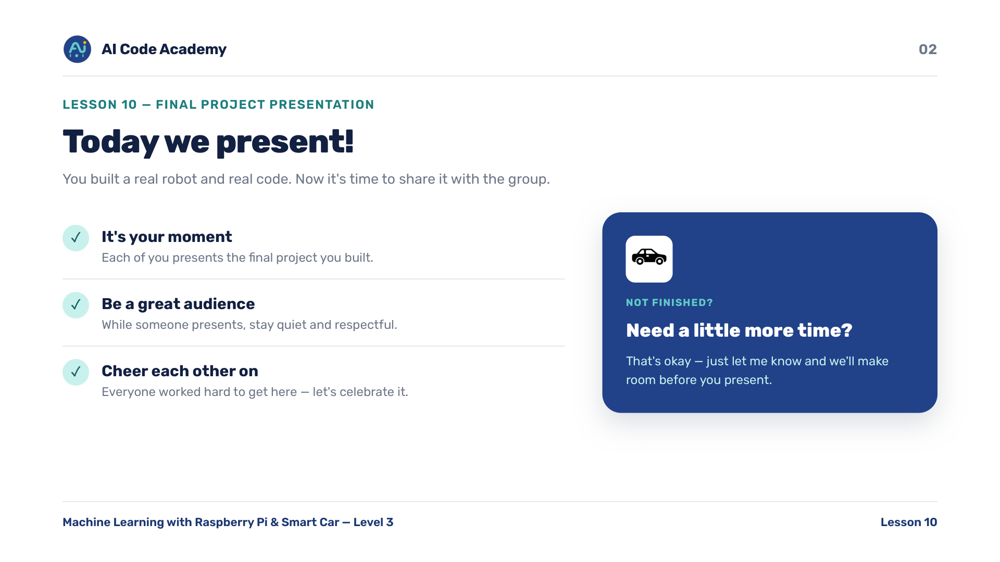 AI Code Academy
02
LESSON 10 — FINAL PROJECT PRESENTATION
Today we present!
You built a real robot and real code. Now it's time to share it with the group.
It's your moment
Each of you presents the final project you built.
Be a great audience
While someone presents, stay quiet and respectful.
Cheer each other on
Everyone worked hard to get here — let's celebrate it.
NOT FINISHED?
Need a little more time?
That's okay — just let me know and we'll make
room before you present.
Machine Learning with Raspberry Pi & Smart Car — Level 3
Lesson 10